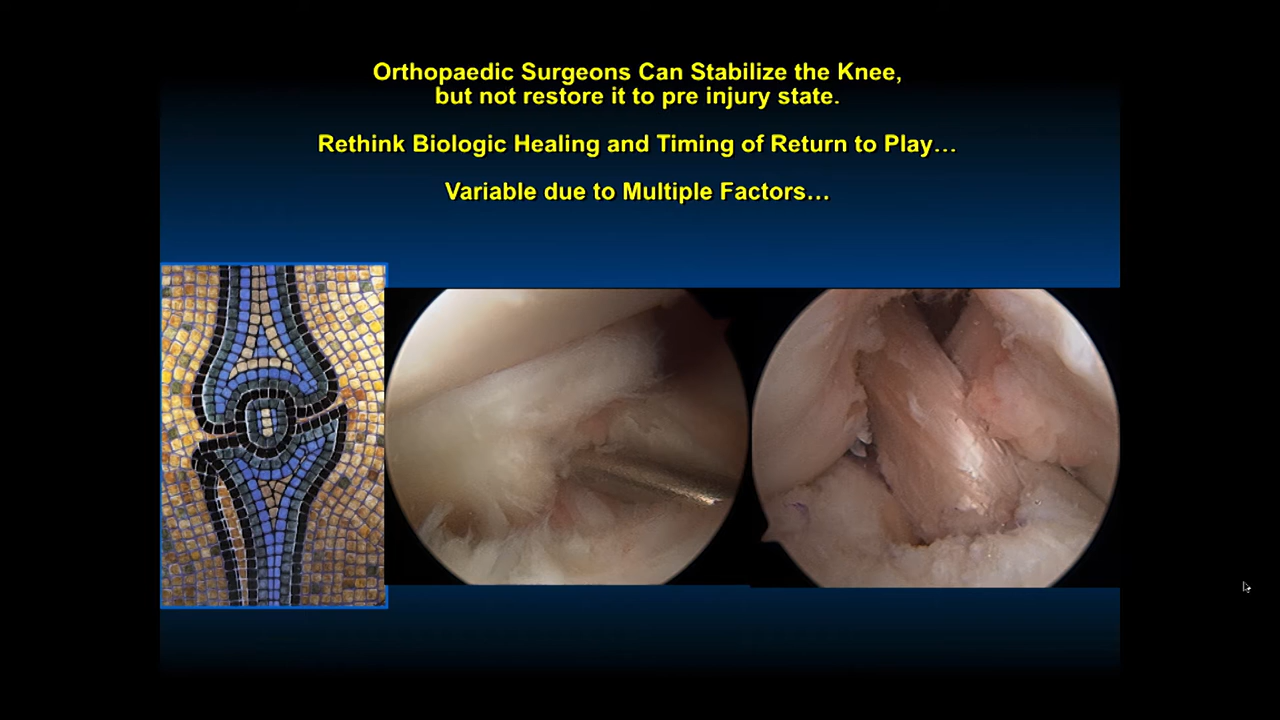 Orthopaedic Surgeons Can Stabilize the Knee,
but not restore it to pre injury state.
Rethink Biologic Healing and Timing of Return to Play…
Variable due to Multiple Factors…